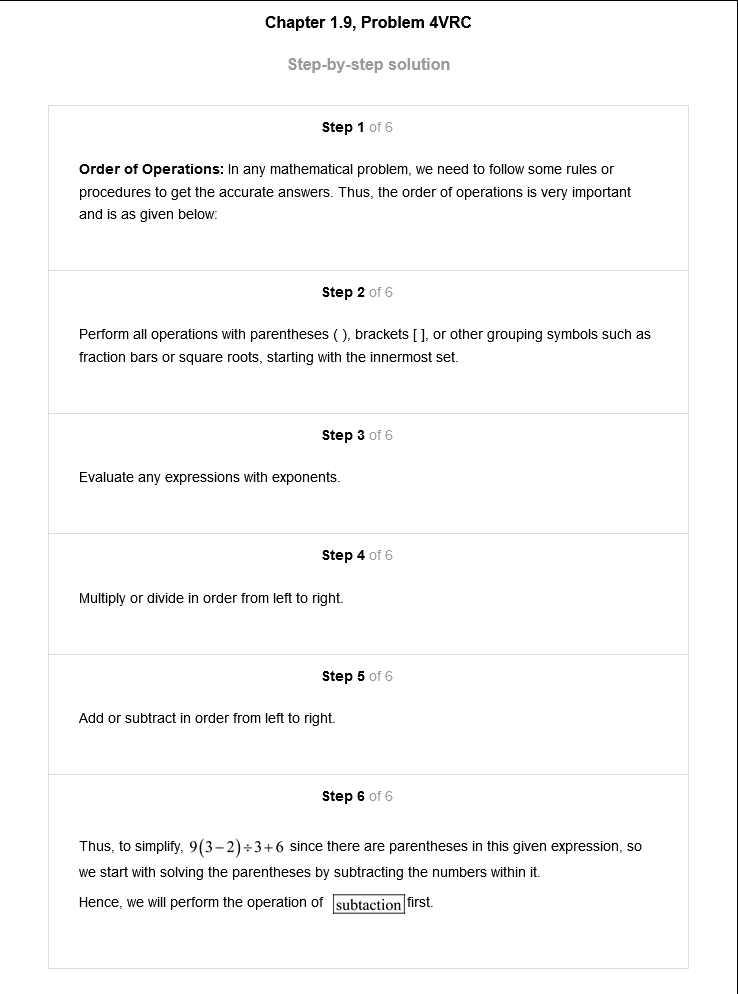 Chapter 1.9, Problem 4VRC
Step-by-step solution
Step 1 of 6
Order of Operations: In any mathematical problem, we need to follow some rules or
procedures to get the accurate answers. Thus, the order of operations is very important
and is as given below:
Step 2 of 6
Perform all operations with parentheses ( ), brackets [ ], or other grouping symbols such as
fraction bars or square roots, starting with the innermost set.
Step 3 of 6
Evaluate any expressions with exponents.
Step 4 of 6
Multiply or divide in order from left to right.
Step 5 of 6
Add or subtract in order from left to right.
Step 6 of 6
Thus, to simplify, 9(3−2)÷3+6 since there are parentheses in this given expression, so
we start with solving the parentheses by subtracting the numbers within it.
Hence, we will perform the operation of subtaction first.